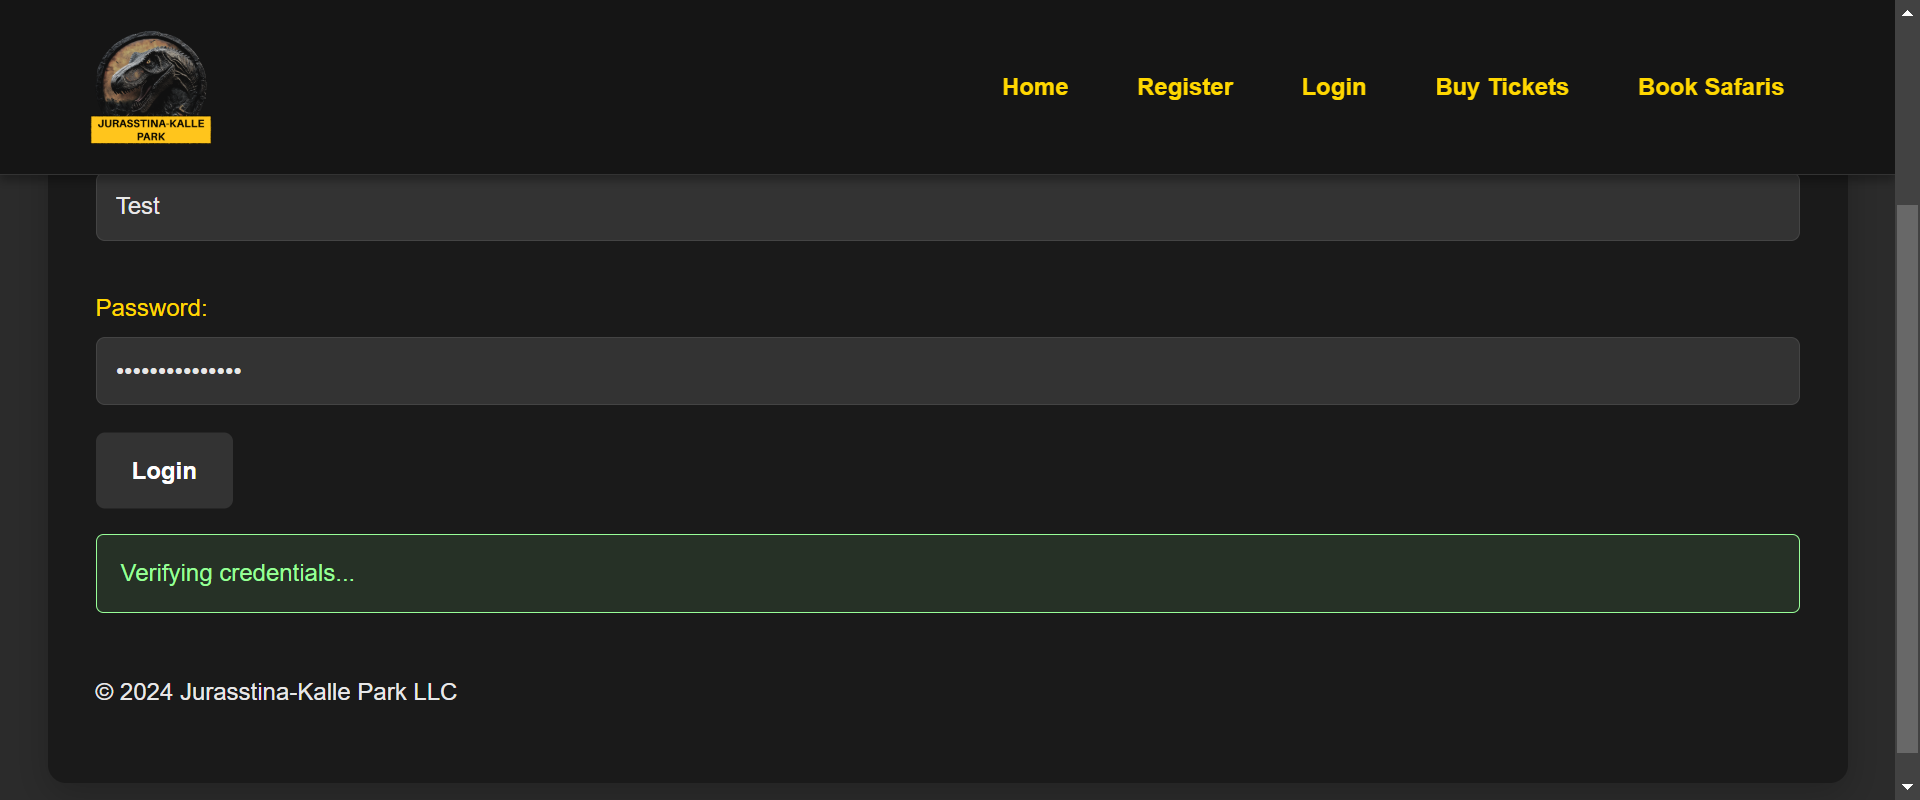 JURASSTINA-KALLE
PARK
Home Register Login Buy Tickets Book Safaris
Test
Password:
•••••••••••••••
Login
Verifying credentials...
© 2024 Jurasstina-Kalle Park LLC